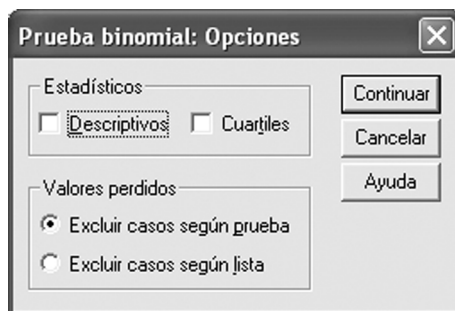 Prueba binomial: Opciones
Estadísticos
Descriptivos Cuartiles
Continuar
Cancelar
Ayuda
Valores perdidos
Excluir casos según prueba
Excluir casos según lista